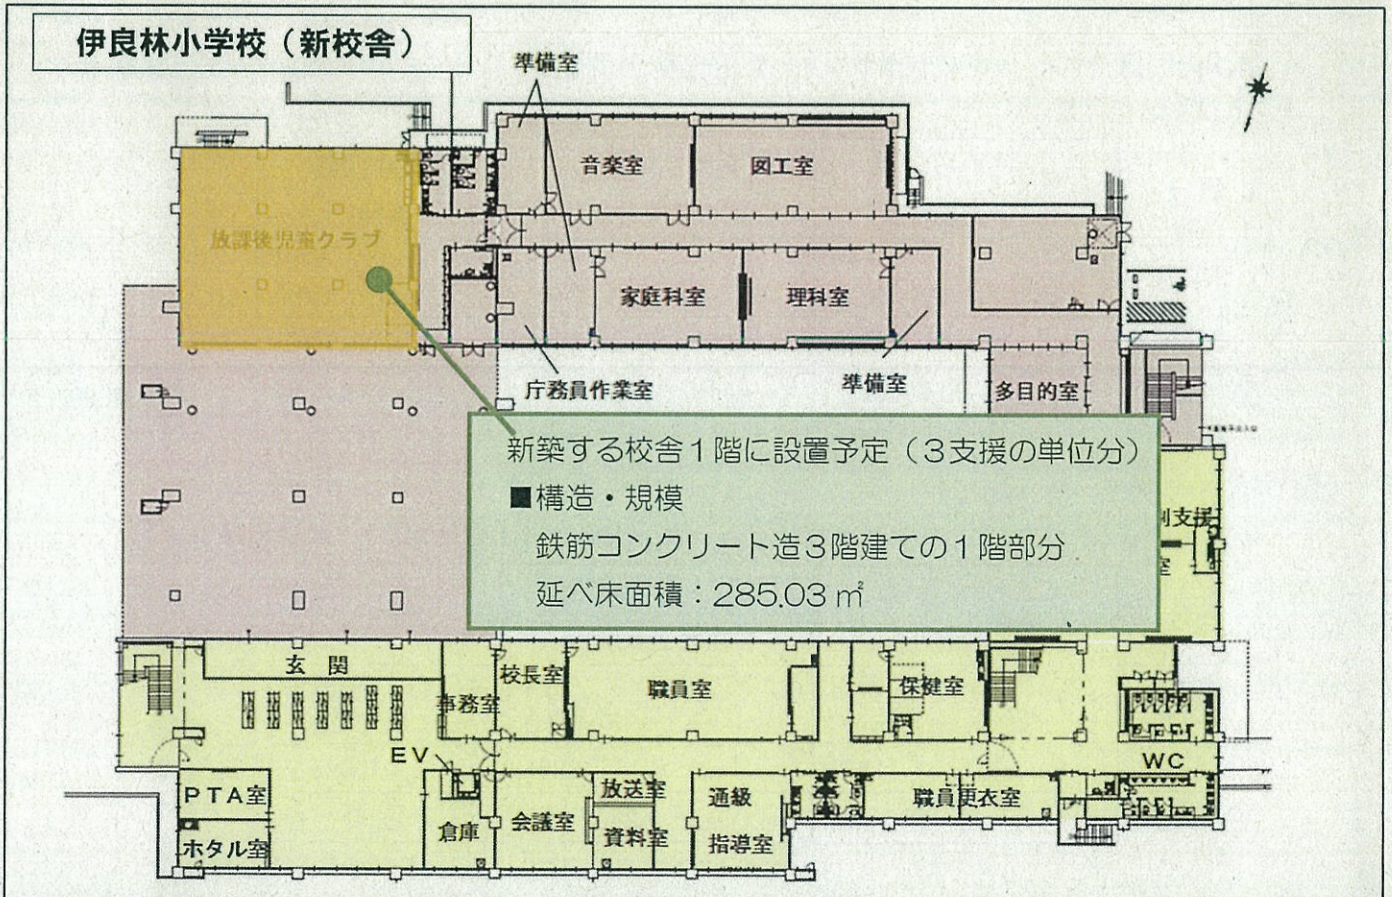 伊良林小学校（新校舎）
準備室
音楽室
図工室
放課後児童クラブ
家庭科室
理科室
庁務員作業室
準備室
多目的室
新築する校舎１階に設置予定（３支援の単位分）
■構造・規模
鉄筋コンクリート造３階建ての１階部分
延べ床面積：285.03㎡
別支援
室
玄関
事務室
校長室
職員室
保健室
ＥＶ
ＷＣ
ＰＴＡ室
ホタル室
倉庫
会議室
放送室
資料室
通級
指導室
職員更衣室